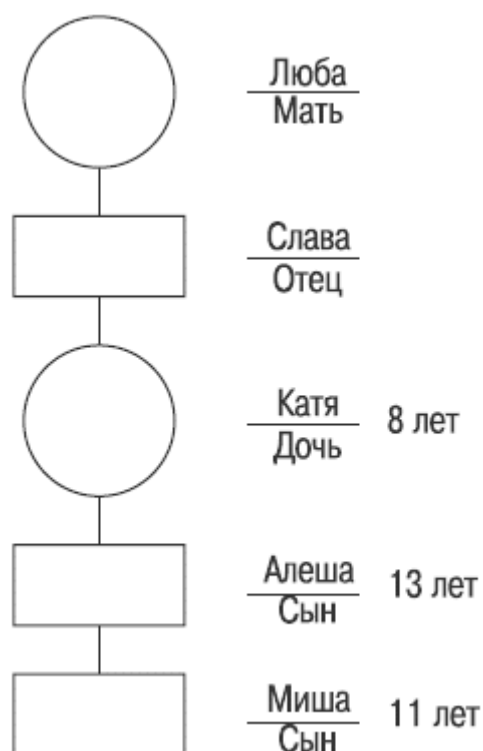 Люба
Мать
Слава
Отец
Катя
Дочь
8 лет
Алеша
Сын
13 лет
Миша
Сын
11 лет